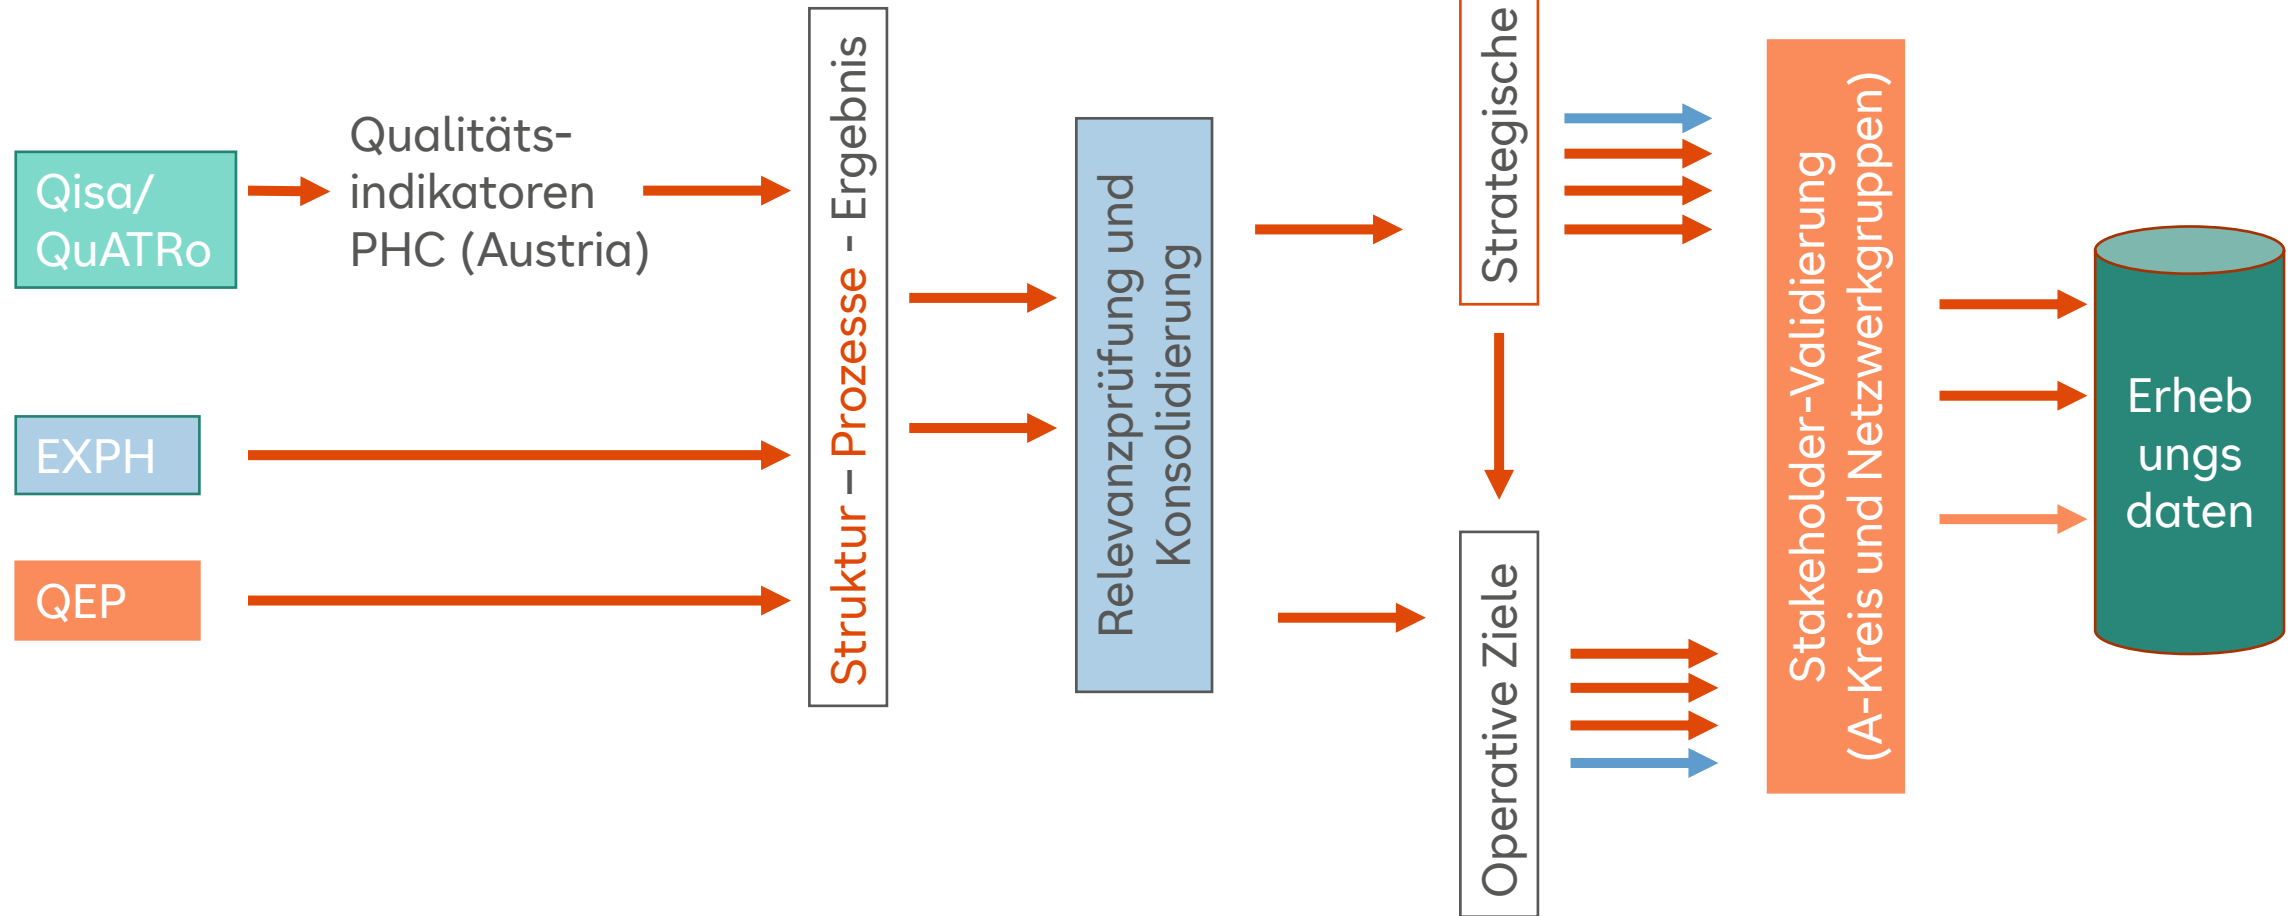 Qisa/
QuATRo
Qualitäts-
indikatoren
PHC (Austria)
EXPH
QEP
Struktur – Prozesse - Ergebnis
Relevanzprüfung und
Konsolidierung
Strategische
Operative Ziele
Stakeholder-Validierung
(A-Kreis und Netzwerkgruppen)
Erheb
ungs
daten